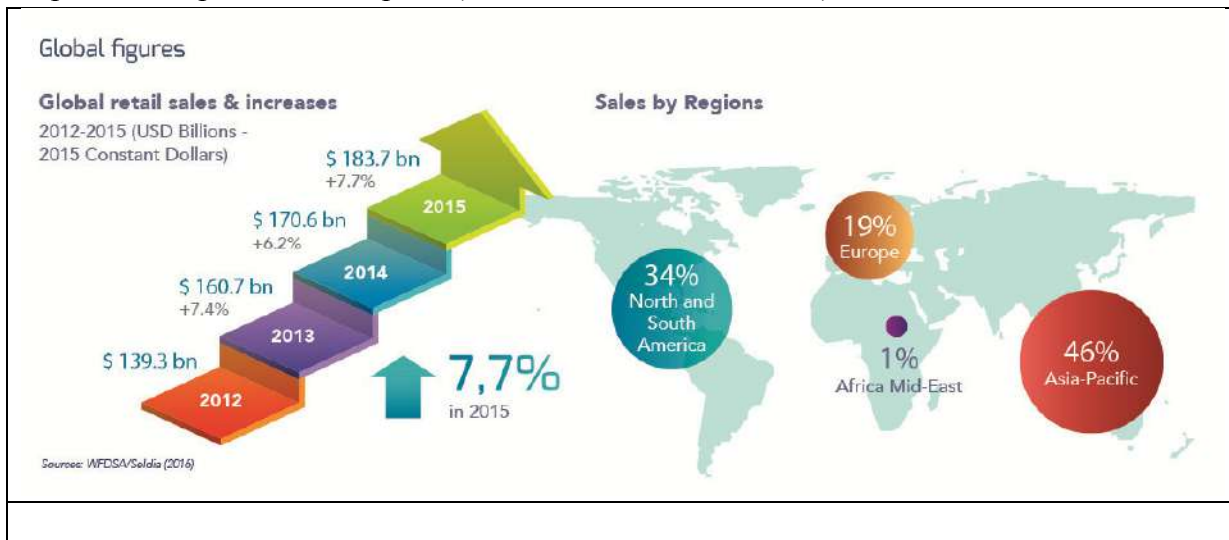 Global figures
Global retail sales & increases
2012-2015 (USD Billions -
2015 Constant Dollars)
$ 183.7 bn
+7.7%
2015
$ 170.6 bn
+6.2%
2014
$ 160.7 bn
+7.4%
2013
$ 139.3 bn
2012
7,7%
in 2015
Sources: WFDSA/Seldia (2016)
Sales by Regions
34%
North and
South
America
19%
Europe
1%
Africa Mid-East
46%
Asia-Pacific